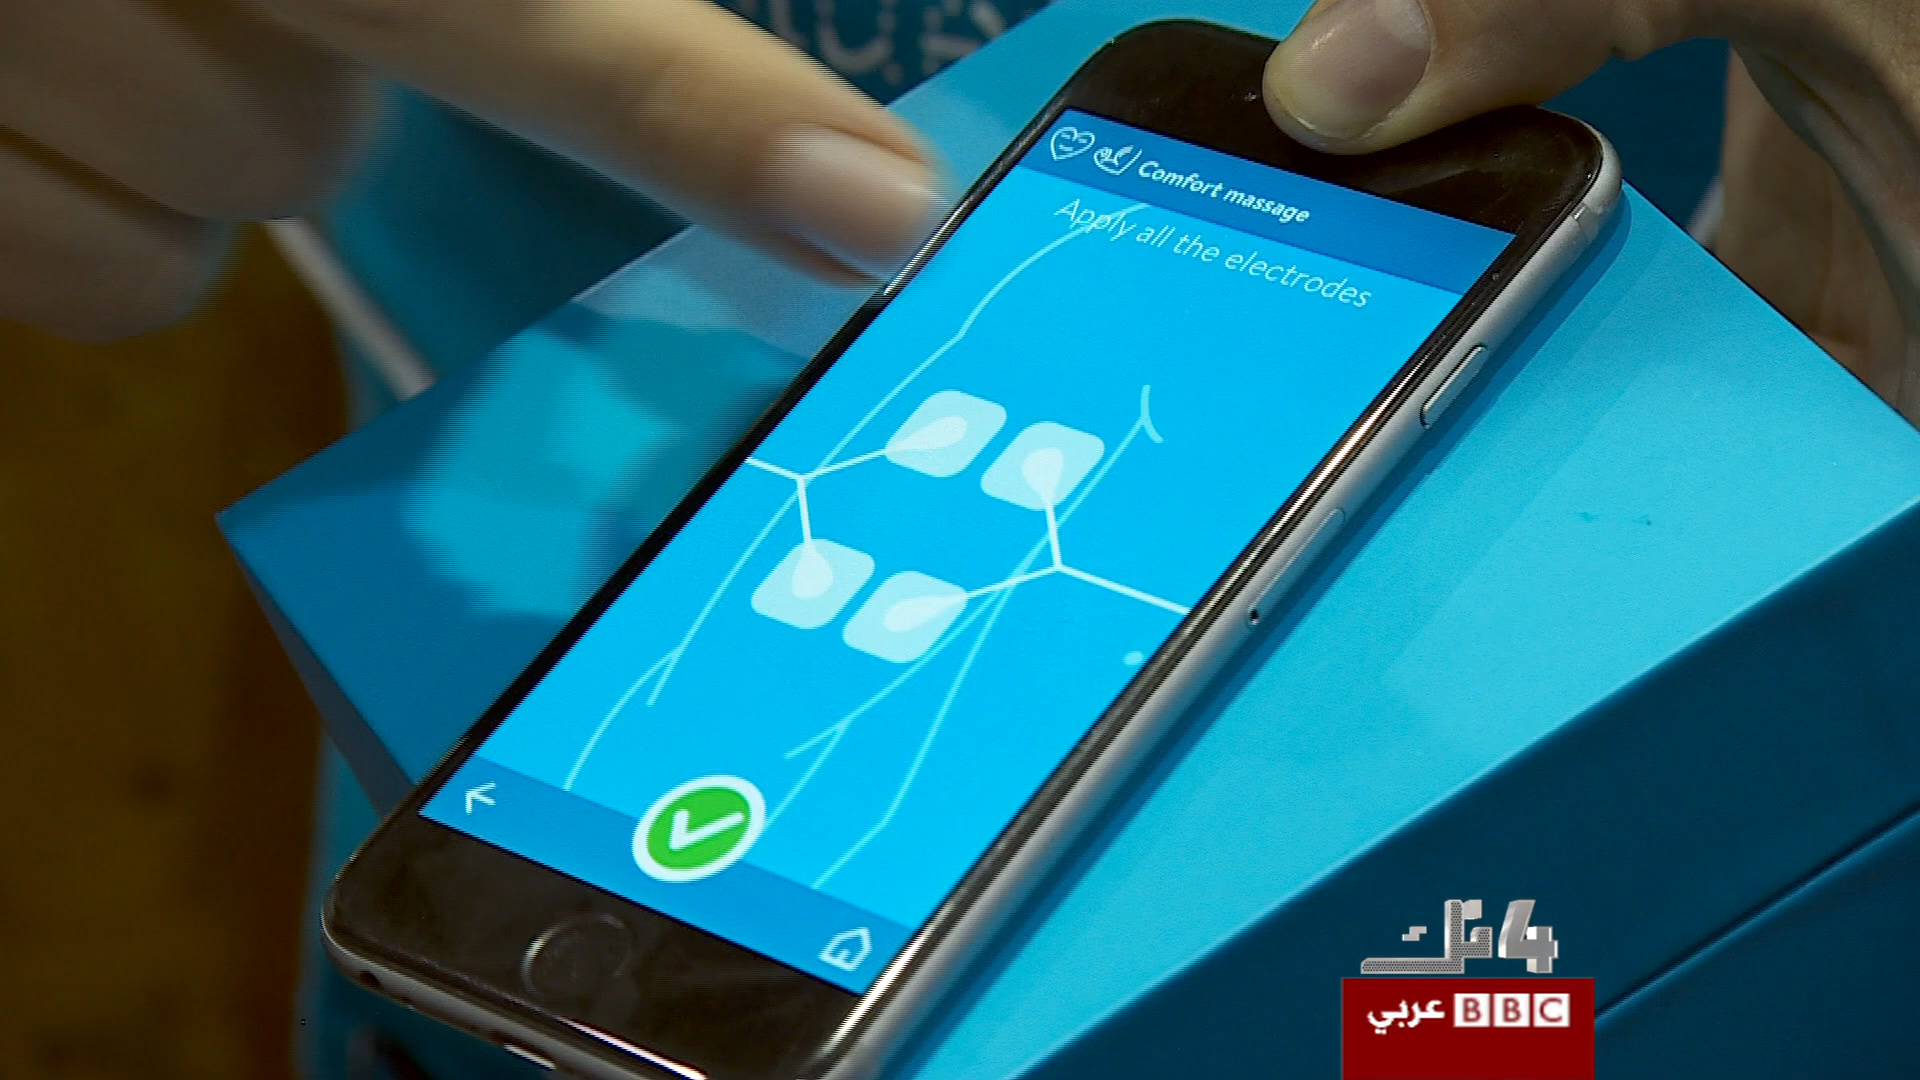 Comfort massage
Apply all the electrodes
4تك
BBC عربي